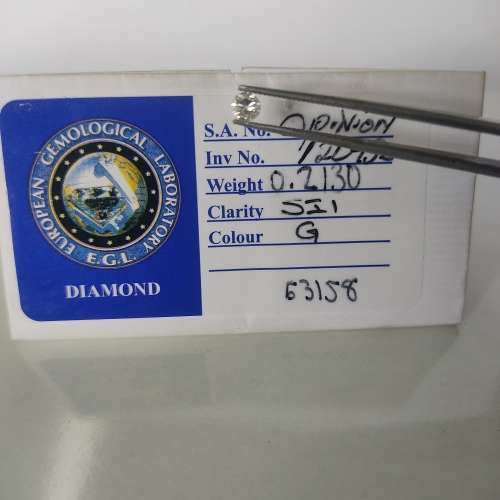 EUROPEAN GEMOLOGICAL LABORATORY
E.G.L.
DIAMOND
S.A. No. OPINION
Inv No.
Weight 0.2130
Clarity SI1
Colour G
63158